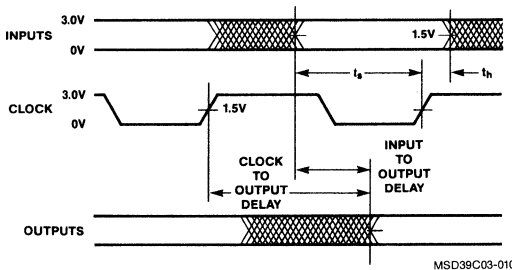 3.0V
INPUTS
1.5V
0V
ts
th
3.0V
CLOCK
1.5V
0V
CLOCK
TO
OUTPUT
DELAY
INPUT
TO
OUTPUT
DELAY
OUTPUTS
MSD39C03-010